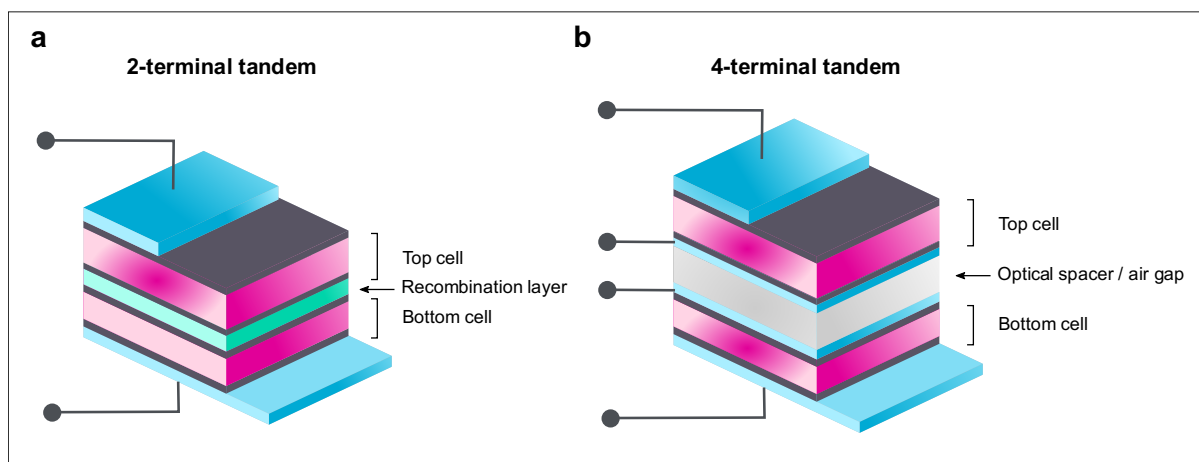 a
2-terminal tandem
Top cell
Recombination layer
Bottom cell
b
4-terminal tandem
Top cell
Optical spacer / air gap
Bottom cell